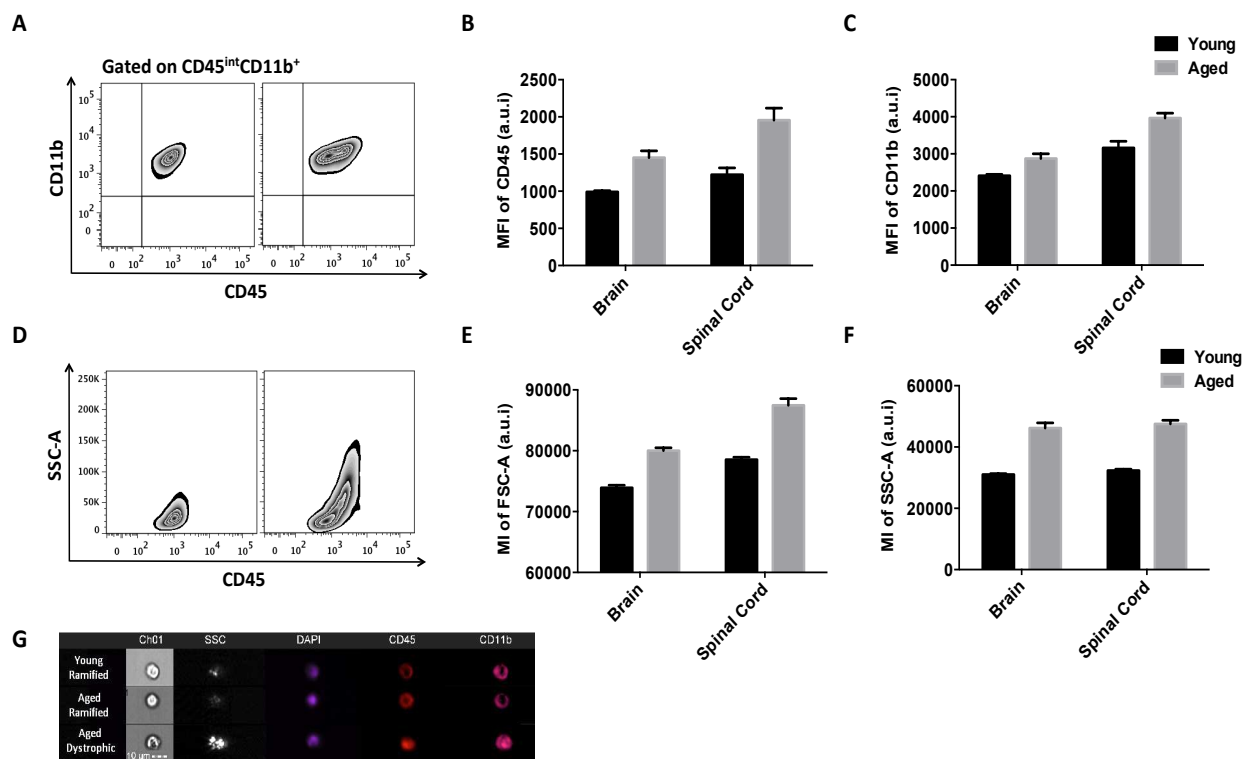 A
Gated on CD45intCD11b+
CD11b
10^5
10^4
10^3
10^2
0
0 10^2 10^3 10^4 10^5
0 10^2 10^3 10^4 10^5
CD45
B
MFI of CD45 (a.u.i)
2500
2000
1500
1000
500
0
Brain
Spinal Cord
C
Young
Aged
MFI of CD11b (a.u.i)
5000
4000
3000
2000
1000
0
Brain
Spinal Cord
D
SSC-A
250K
200K
150K
100K
50K
0
0 10^2 10^3 10^4 10^5
0 10^2 10^3 10^4 10^5
CD45
E
MI of FSC-A (a.u.i)
90000
80000
70000
60000
Brain
Spinal Cord
F
Young
Aged
MI of SSC-A (a.u.i)
60000
40000
20000
0
Brain
Spinal Cord
G
Ch01 SSC DAPI CD45 CD11b
Young
Ramified
Aged
Ramified
Aged
Dystrophic
10 µm